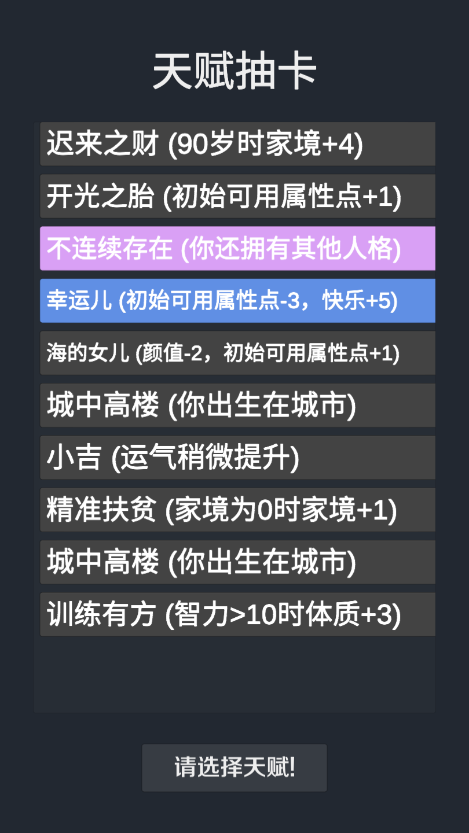 天赋抽卡
迟来之财 (90岁时家境+4)
开光之胎 (初始可用属性点+1)
不连续存在 (你还拥有其他人格)
幸运儿 (初始可用属性点-3，快乐+5)
海的女儿 (颜值-2，初始可用属性点+1)
城中高楼 (你出生在城市)
小吉 (运气稍微提升)
精准扶贫 (家境为0时家境+1)
城中高楼 (你出生在城市)
训练有方 (智力>10时体质+3)
请选择天赋!